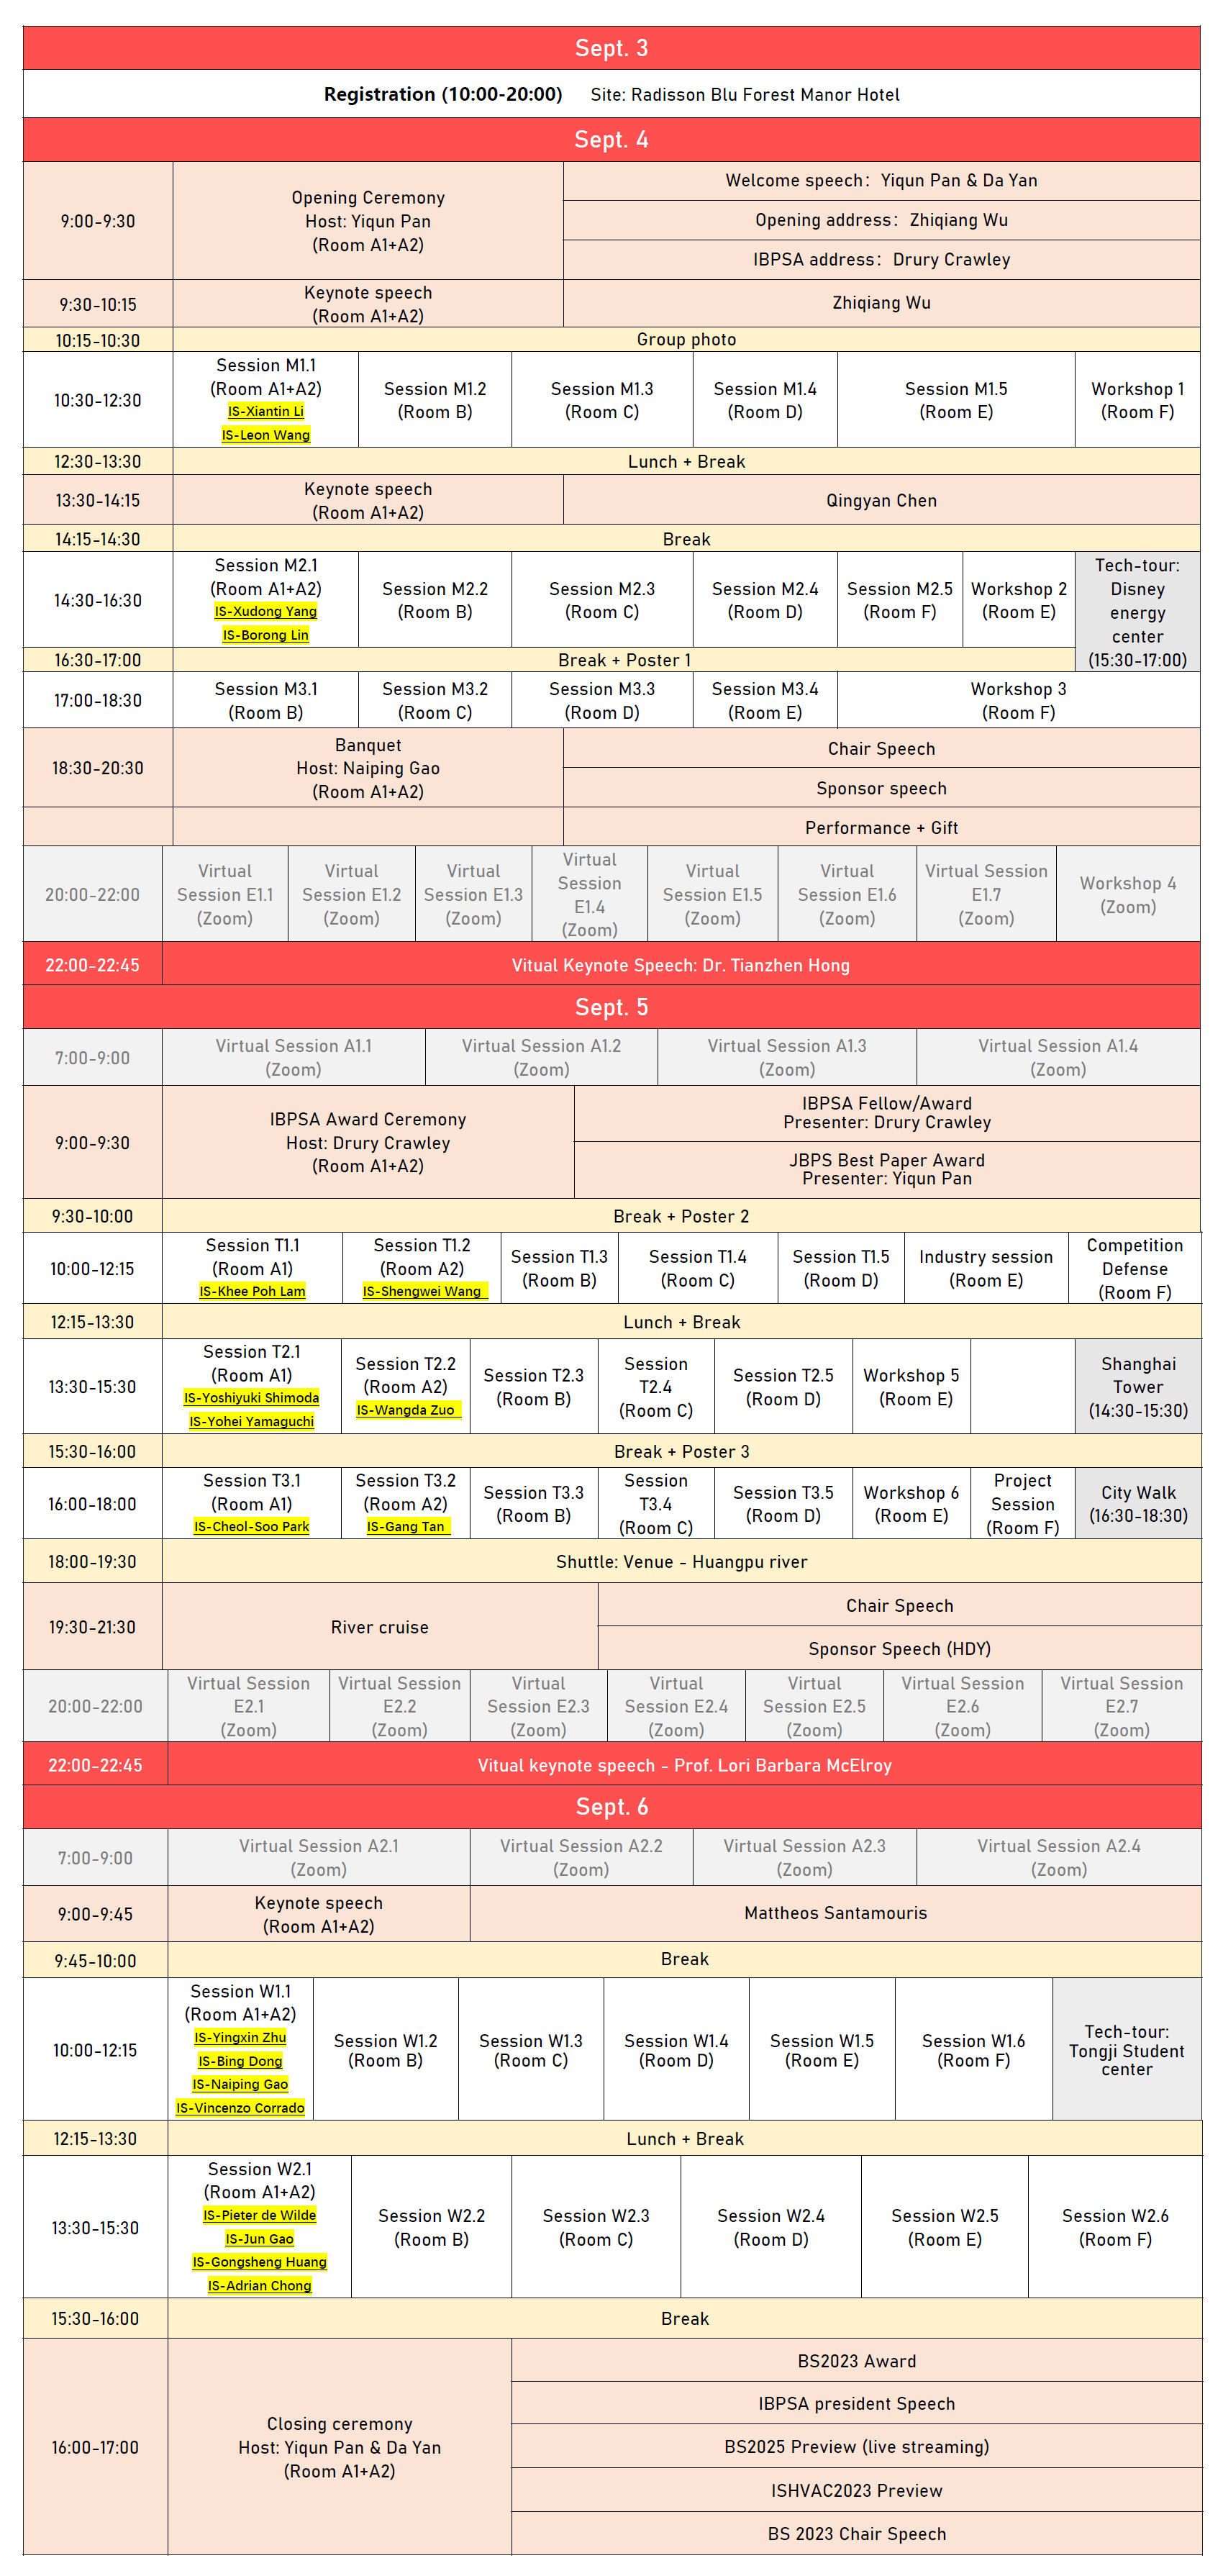 Sept. 3
Registration (10:00-20:00) Site: Radisson Blu Forest Manor Hotel
Sept. 4
9:00-9:30
Opening Ceremony
Host: Yiqun Pan
(Room A1+A2)
Welcome speech: Yiqun Pan & Da Yan
Opening address: Zhiqiang Wu
IBPSA address: Drury Crawley
9:30-10:15
Keynote speech
(Room A1+A2)
Zhiqiang Wu
10:15-10:30
Group photo
10:30-12:30
Session M1.1
(Room A1+A2)
IS-Xiantin Li
IS-Leon Wang
Session M1.2
(Room B)
Session M1.3
(Room C)
Session M1.4
(Room D)
Session M1.5
(Room E)
Workshop 1
(Room F)
12:30-13:30
Lunch + Break
13:30-14:15
Keynote speech
(Room A1+A2)
Qingyan Chen
14:15-14:30
Break
14:30-16:30
Session M2.1
(Room A1+A2)
IS-Xudong Yang
IS-Borong Lin
Session M2.2
(Room B)
Session M2.3
(Room C)
Session M2.4
(Room D)
Session M2.5
(Room F)
Workshop 2
(Room E)
Tech-tour:
Disney
energy
center
(15:30-17:00)
16:30-17:00
Break + Poster 1
17:00-18:30
Session M3.1
(Room B)
Session M3.2
(Room C)
Session M3.3
(Room D)
Session M3.4
(Room E)
Workshop 3
(Room F)
18:30-20:30
Banquet
Host: Naiping Gao
(Room A1+A2)
Chair Speech
Sponsor speech
Performance + Gift
20:00-22:00
Virtual
Session E1.1
(Zoom)
Virtual
Session E1.2
(Zoom)
Virtual
Session E1.3
(Zoom)
Virtual
Session
E1.4
(Zoom)
Virtual
Session E1.5
(Zoom)
Virtual
Session E1.6
(Zoom)
Virtual Session
E1.7
(Zoom)
Workshop 4
(Zoom)
22:00-22:45
Vitual Keynote Speech: Dr. Tianzhen Hong
Sept. 5
7:00-9:00
Virtual Session A1.1
(Zoom)
Virtual Session A1.2
(Zoom)
Virtual Session A1.3
(Zoom)
Virtual Session A1.4
(Zoom)
9:00-9:30
IBPSA Award Ceremony
Host: Drury Crawley
(Room A1+A2)
IBPSA Fellow/Award
Presenter: Drury Crawley
JBPS Best Paper Award
Presenter: Yiqun Pan
9:30-10:00
Break + Poster 2
10:00-12:15
Session T1.1
(Room A1)
IS-Khee Poh Lam
Session T1.2
(Room A2)
IS-Shengwei Wang
Session T1.3
(Room B)
Session T1.4
(Room C)
Session T1.5
(Room D)
Industry session
(Room E)
Competition
Defense
(Room F)
12:15-13:30
Lunch + Break
13:30-15:30
Session T2.1
(Room A1)
IS-Yoshiyuki Shimoda
IS-Yohei Yamaguchi
Session T2.2
(Room A2)
IS-Wangda Zuo
Session T2.3
(Room B)
Session
T2.4
(Room C)
Session T2.5
(Room D)
Workshop 5
(Room E)
Shanghai
Tower
(14:30-15:30)
15:30-16:00
Break + Poster 3
16:00-18:00
Session T3.1
(Room A1)
IS-Cheol-Soo Park
Session T3.2
(Room A2)
IS-Gang Tan
Session T3.3
(Room B)
Session
T3.4
(Room C)
Session T3.5
(Room D)
Workshop 6
(Room E)
Project
Session
(Room F)
City Walk
(16:30-18:30)
18:00-19:30
Shuttle: Venue - Huangpu river
19:30-21:30
River cruise
Chair Speech
Sponsor Speech (HDY)
20:00-22:00
Virtual Session
E2.1
(Zoom)
Virtual Session
E2.2
(Zoom)
Virtual
Session E2.3
(Zoom)
Virtual
Session E2.4
(Zoom)
Virtual
Session E2.5
(Zoom)
Virtual Session
E2.6
(Zoom)
Virtual Session
E2.7
(Zoom)
22:00-22:45
Vitual keynote speech - Prof. Lori Barbara McElroy
Sept. 6
7:00-9:00
Virtual Session A2.1
(Zoom)
Virtual Session A2.2
(Zoom)
Virtual Session A2.3
(Zoom)
Virtual Session A2.4
(Zoom)
9:00-9:45
Keynote speech
(Room A1+A2)
Mattheos Santamouris
9:45-10:00
Break
10:00-12:15
Session W1.1
(Room A1+A2)
IS-Yingxin Zhu
IS-Bing Dong
IS-Naiping Gao
IS-Vincenzo Corrado
Session W1.2
(Room B)
Session W1.3
(Room C)
Session W1.4
(Room D)
Session W1.5
(Room E)
Session W1.6
(Room F)
Tech-tour:
Tongji Student
center
12:15-13:30
Lunch + Break
13:30-15:30
Session W2.1
(Room A1+A2)
IS-Pieter de Wilde
IS-Jun Gao
IS-Gongsheng Huang
IS-Adrian Chong
Session W2.2
(Room B)
Session W2.3
(Room C)
Session W2.4
(Room D)
Session W2.5
(Room E)
Session W2.6
(Room F)
15:30-16:00
Break
16:00-17:00
Closing ceremony
Host: Yiqun Pan & Da Yan
(Room A1+A2)
BS2023 Award
IBPSA president Speech
BS2025 Preview (live streaming)
ISHVAC2023 Preview
BS 2023 Chair Speech